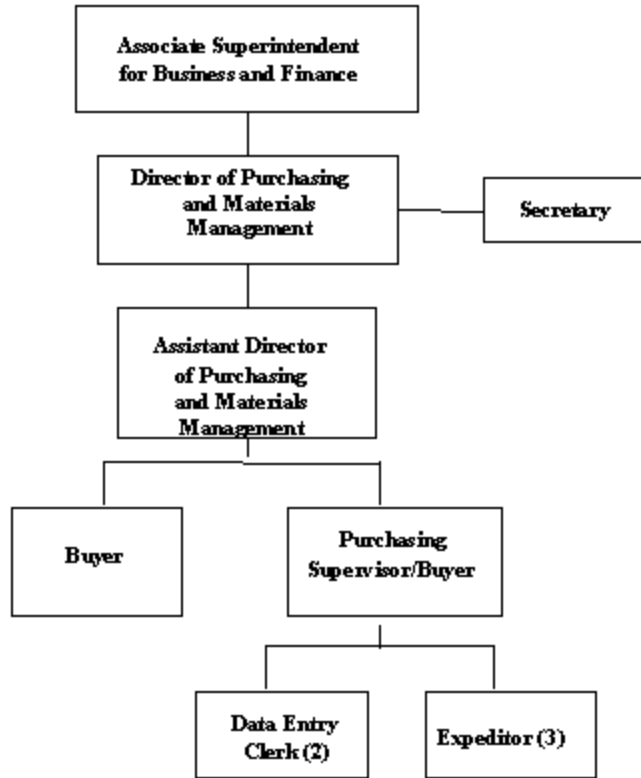 Associate Superintendent
for Business and Finance
Director of Purchasing
and Materials
Management
Secretary
Assistant Director
of Purchasing
and Materials
Management
Buyer
Purchasing
Supervisor/Buyer
Data Entry
Clerk (2)
Expeditor (3)